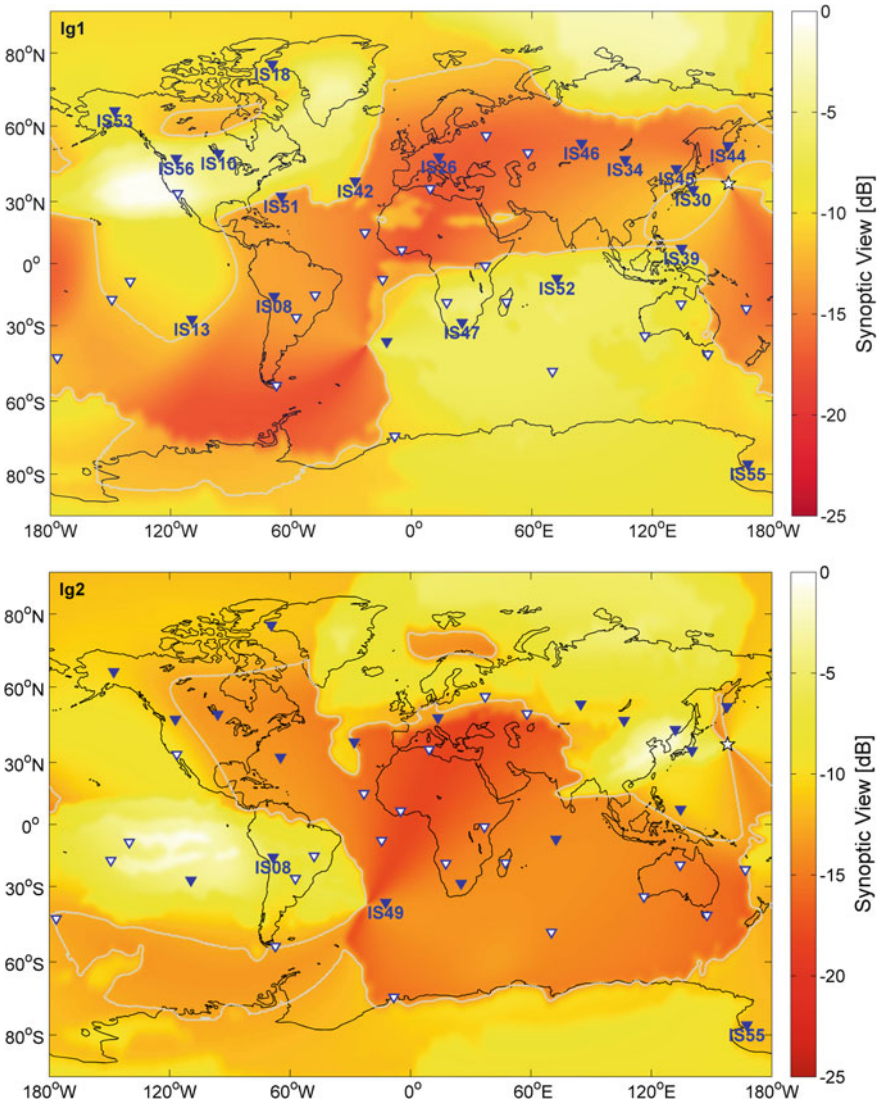 Ig1
80°N
60°N
30°N
0°
30°S
60°S
80°S
IS18
IS53
IS56
IS10
IS26
IS46
IS34
IS44
IS45
IS30
IS42
IS51
IS39
IS52
IS08
IS13
IS47
IS55
180°W
120°W
60°W
0°
60°E
120°E
180°W
0
-5
-10
-15
-20
-25
Synoptic View [dB]
Ig2
80°N
60°N
30°N
0°
30°S
60°S
80°S
IS08
IS49
IS55
180°W
120°W
60°W
0°
60°E
120°E
180°W
0
-5
-10
-15
-20
-25
Synoptic View [dB]